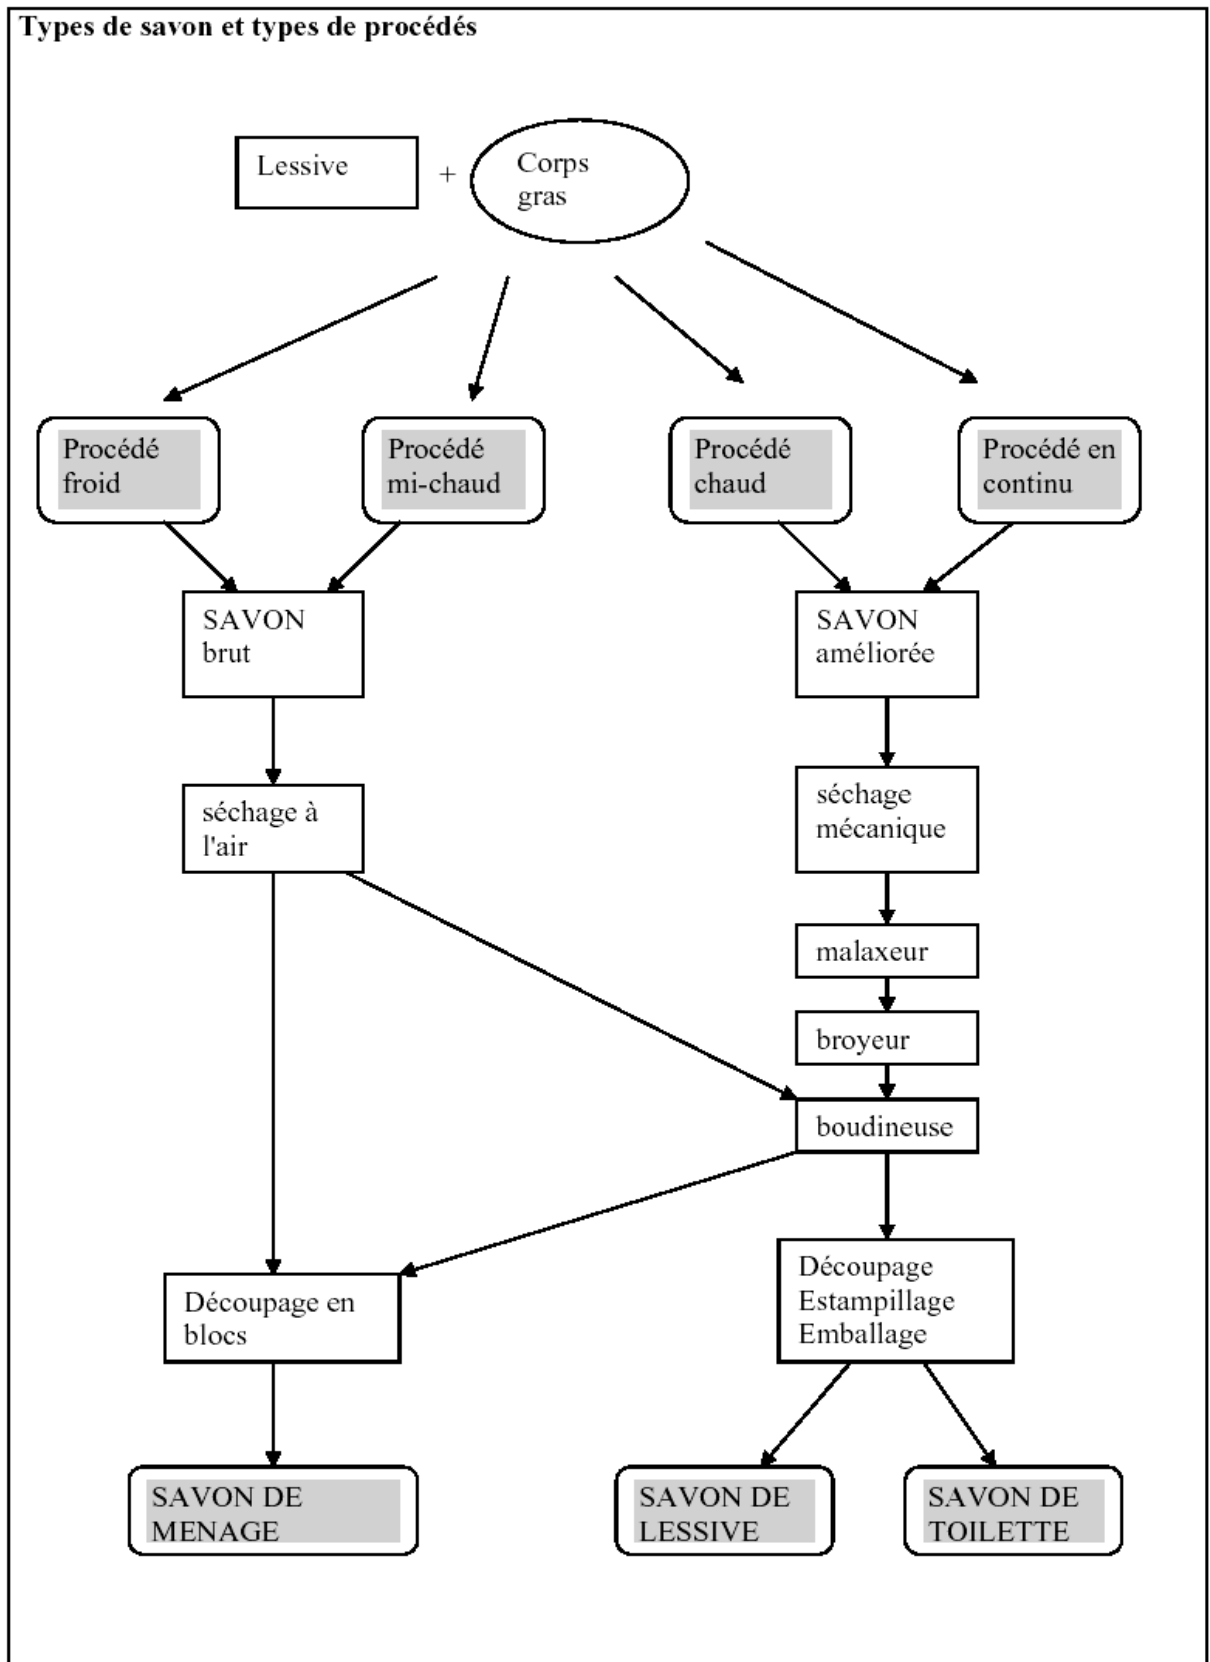 Types de savon et types de procédés
Lessive
+
Corps
gras
Procédé
froid
Procédé
mi-chaud
Procédé
chaud
Procédé en
continu
SAVON
brut
SAVON
améliorée
séchage à
l'air
séchage
mécanique
malaxeur
broyeur
boudineuse
Découpage en
blocs
Découpage
Estampillage
Emballage
SAVON DE
MENAGE
SAVON DE
LESSIVE
SAVON DE
TOILETTE